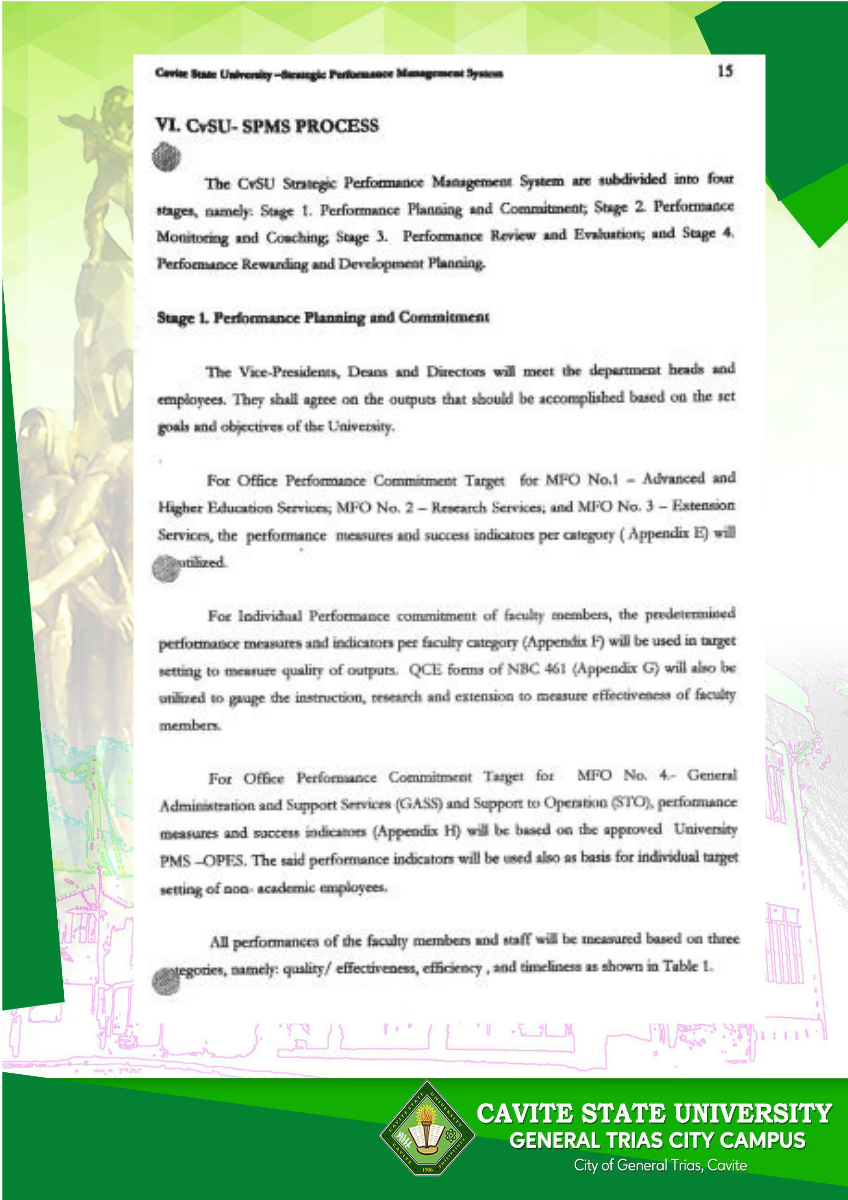 Cavite State University –Strategic Performance Management System 15
VI. CvSU- SPMS PROCESS
The CvSU Strategic Performance Management System are subdivided into four
stages, namely: Stage 1. Performance Planning and Commitment; Stage 2. Performance
Monitoring and Coaching; Stage 3. Performance Review and Evaluation; and Stage 4.
Performance Rewarding and Development Planning.
Stage 1. Performance Planning and Commitment
The Vice-Presidents, Deans and Directors will meet the department heads and
employees. They shall agree on the outputs that should be accomplished based on the set
goals and objectives of the University.
For Office Performance Commitment Target for MFO No.1 – Advanced and
Higher Education Services; MFO No. 2 – Research Services; and MFO No. 3 – Extension
Services, the performance measures and success indicators per category ( Appendix E) will
utilized.
For Individual Performance commitment of faculty members, the predetermined
performance measures and indicators per faculty category (Appendix F) will be used in target
setting to measure quality of outputs. QCE forms of NBC 461 (Appendix G) will also be
utilized to gauge the instruction, research and extension to measure effectiveness of faculty
members.
For Office Performance Commitment Target for MFO No. 4.- General
Administration and Support Services (GASS) and Support to Operation (STO), performance
measures and success indicators (Appendix H) will be based on the approved University
PMS –OPES. The said performance indicators will be used also as basis for individual target
setting of non- academic employees.
All performances of the faculty members and staff will be measured based on three
tegories, namely: quality/ effectiveness, efficiency , and timeliness as shown in Table 1.
CAVITE STATE UNIVERSITY
GENERAL TRIAS CITY CAMPUS
City of General Trias, Cavite
1906